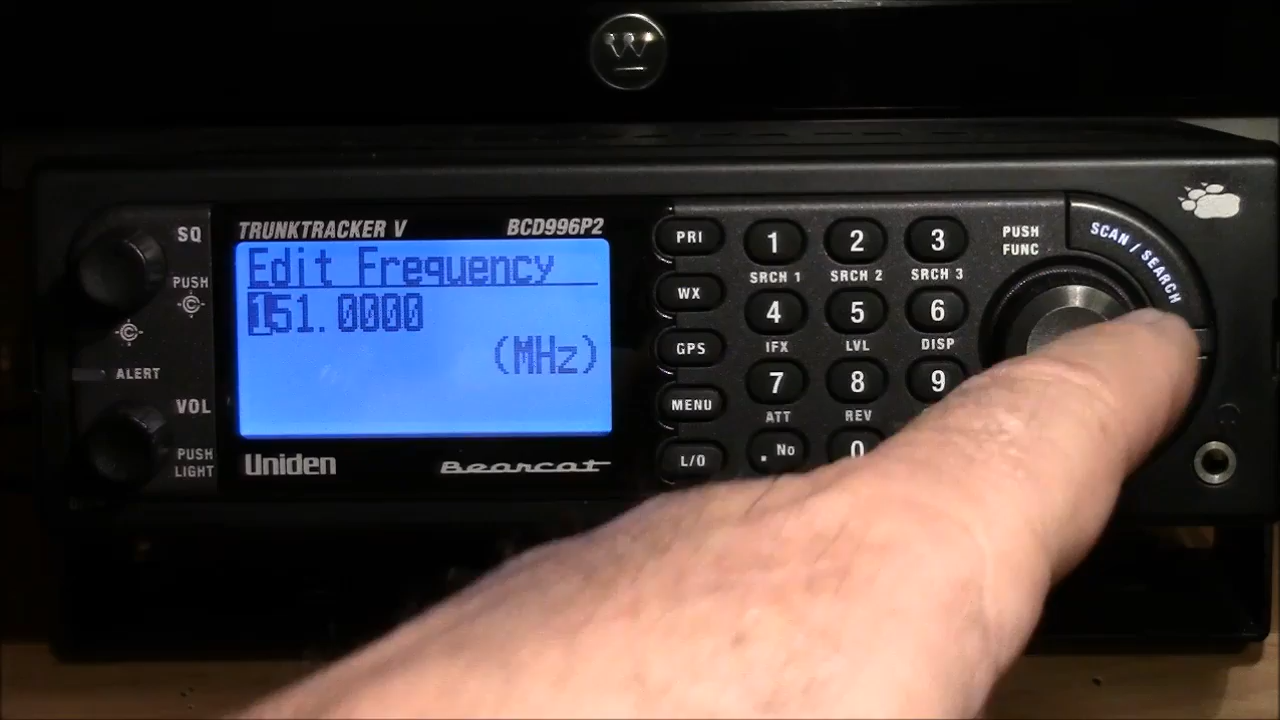 W
TRUNKTRACKER V BCD996P2
Edit Frequency
151.0000
(MHz)
Uniden Bearcat
SQ
PUSH
ALERT
VOL
PUSH
LIGHT
PRI
WX
GPS
MENU
L/O
1 2 3
SRCH 1 SRCH 2 SRCH 3
4 5 6
IFX LVL DISP
7 8 9
ATT REV
. No 0
PUSH
FUNC
SCAN / SEARCH